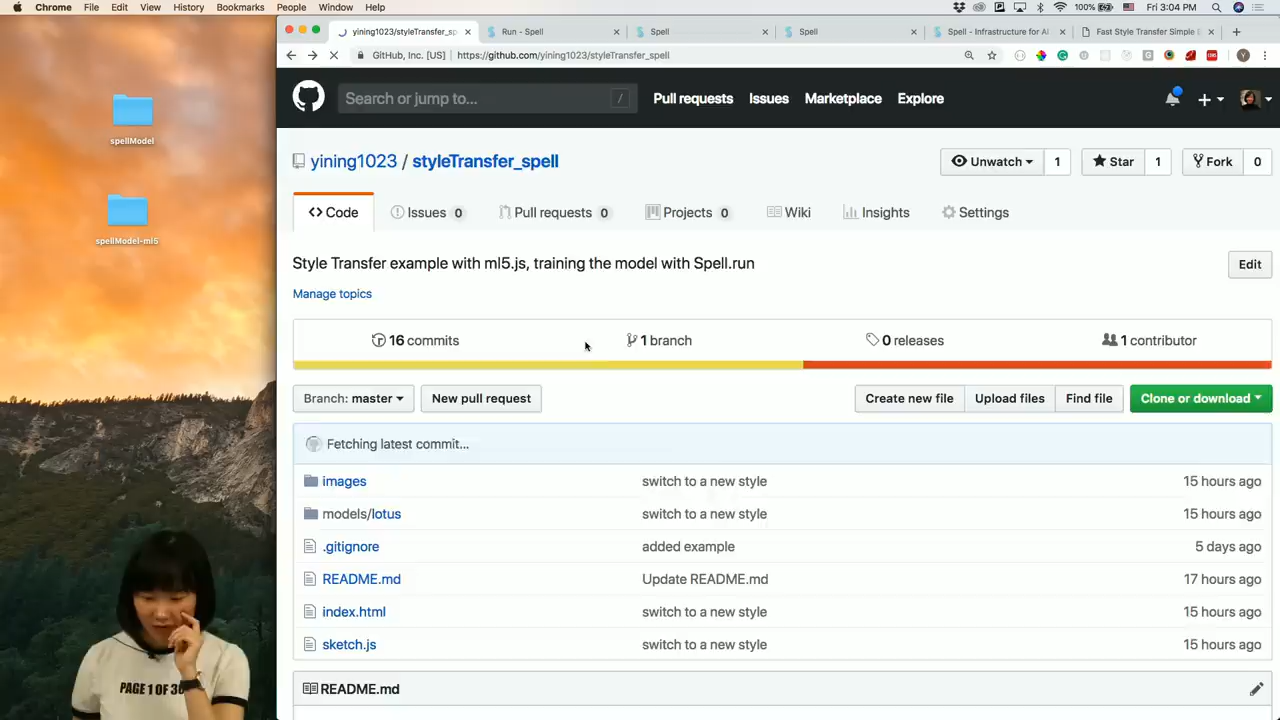 Chrome File Edit View History Bookmarks People Window Help 100% Fri 3:04 PM
yining1023/styleTransfer_sp × Run - Spell × Spell × Spell × Spell - Infrastructure for AI × Fast Style Transfer Simple E ×
GitHub, Inc. [US] https://github.com/yining1023/styleTransfer_spell
Search or jump to... / Pull requests Issues Marketplace Explore
spellModel
yining1023 / styleTransfer_spell Unwatch 1 Star 1 Fork 0
<> Code Issues 0 Pull requests 0 Projects 0 Wiki Insights Settings
spellModel-ml5
Style Transfer example with ml5.js, training the model with Spell.run Edit
Manage topics
16 commits 1 branch 0 releases 1 contributor
Branch: master New pull request Create new file Upload files Find file Clone or download
Fetching latest commit...
images switch to a new style 15 hours ago
models/lotus switch to a new style 15 hours ago
.gitignore added example 5 days ago
README.md Update README.md 17 hours ago
index.html switch to a new style 15 hours ago
sketch.js switch to a new style 15 hours ago
README.md
PAGE 1 OF